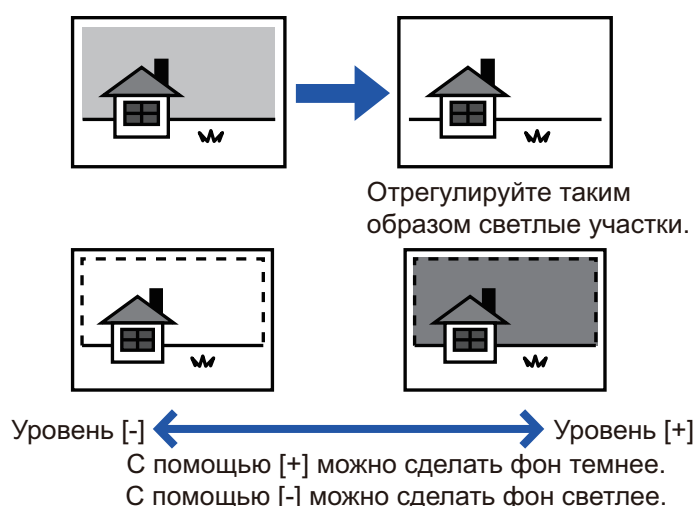 Отрегулируйте таким
образом светлые участки.
Уровень [-] Уровень [+]
С помощью [+] можно сделать фон темнее.
С помощью [-] можно сделать фон светлее.